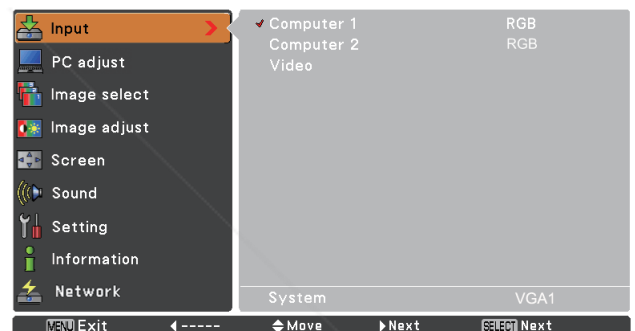 Input
PC adjust
Image select
Image adjust
Screen
Sound
Setting
Information
Network
Computer 1 RGB
Computer 2 RGB
Video
System VGA1
MENU Exit ----- Move Next SELECT Next